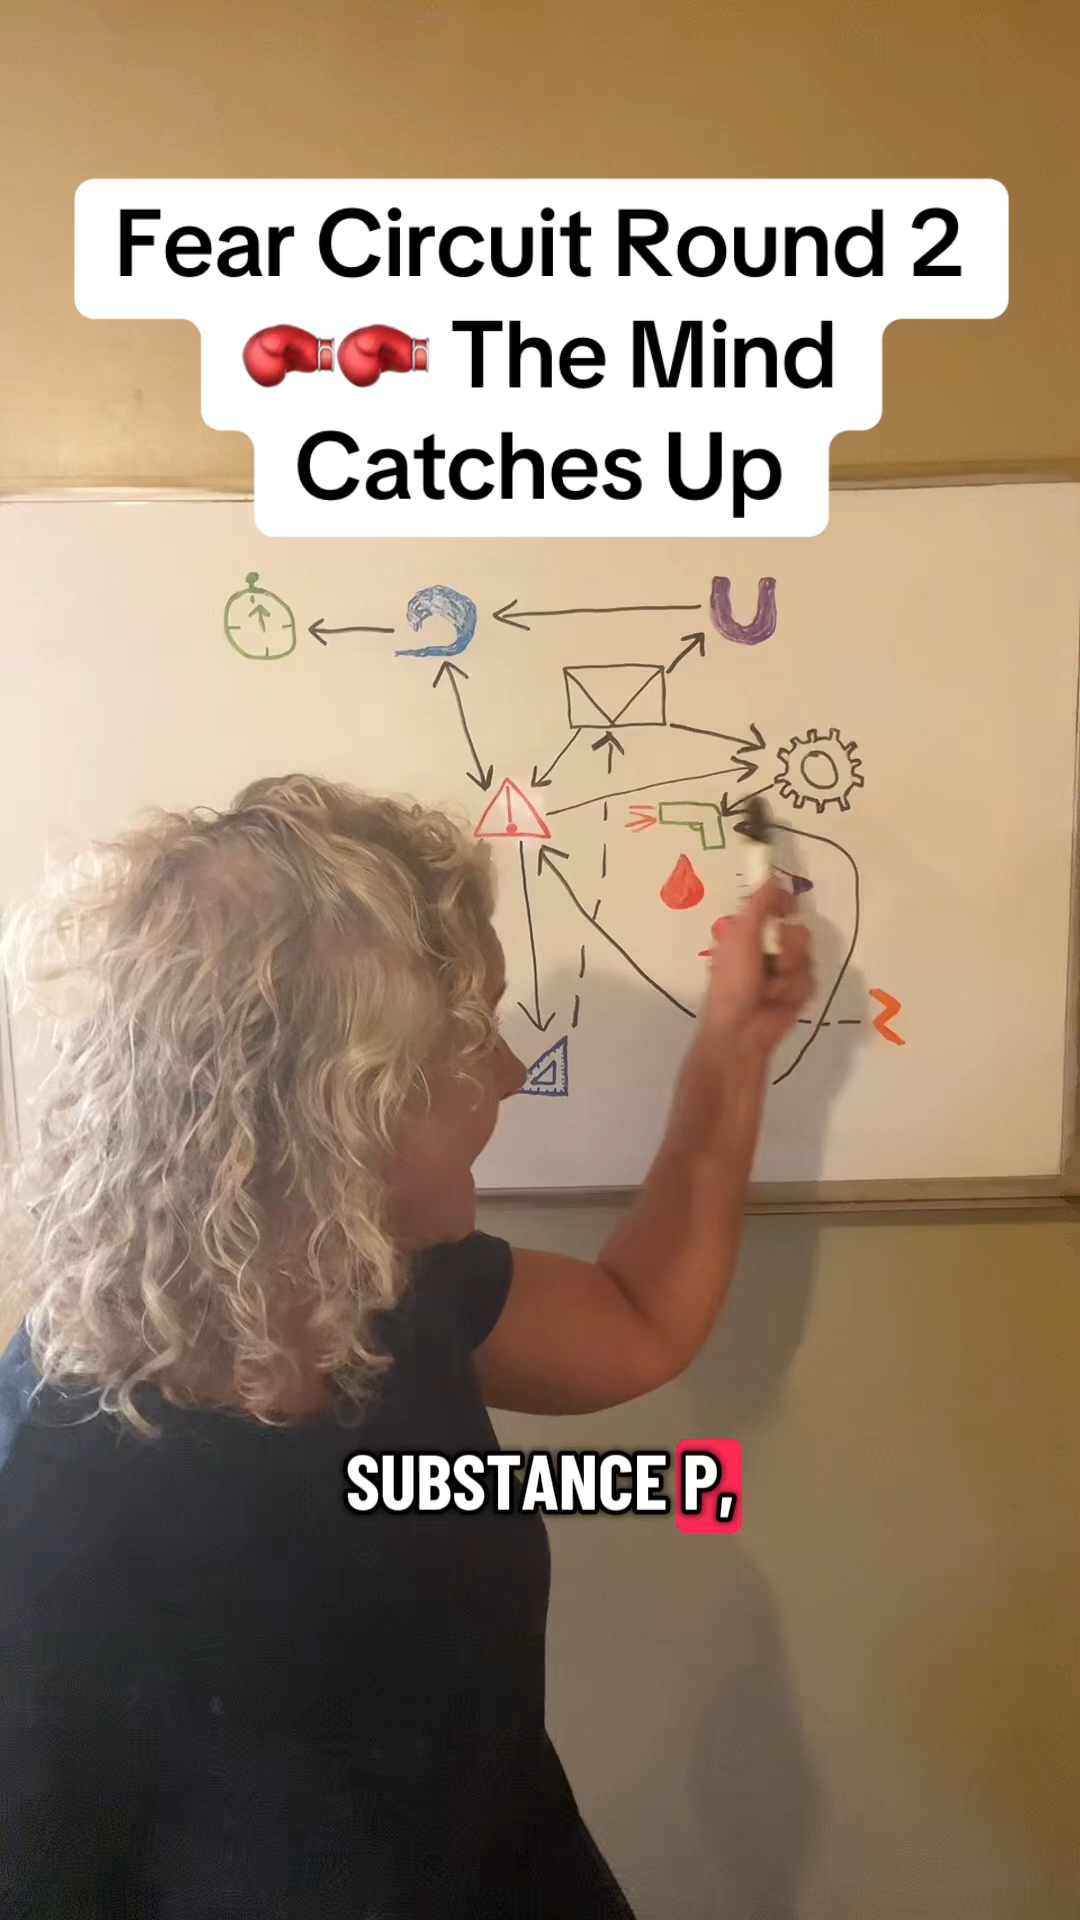 Fear Circuit Round 2
🥊🥊 The Mind
Catches Up
SUBSTANCE P,